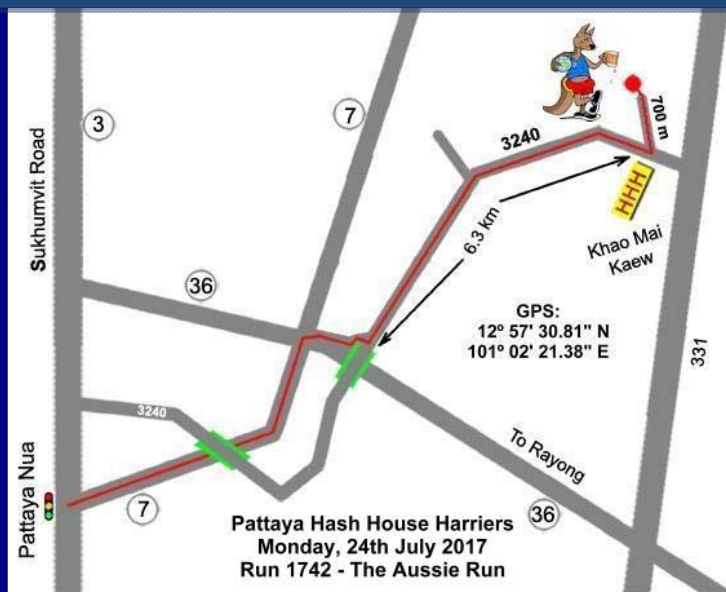 3
7
3240
700 m
Sukhumvit Road
HHH
6.3 km
Khao Mai
Kaew
36
GPS:
12º 57' 30.81" N
101º 02' 21.38" E
331
3240
To Rayong
Pattaya Nua
7
36
Pattaya Hash House Harriers
Monday, 24th July 2017
Run 1742 - The Aussie Run